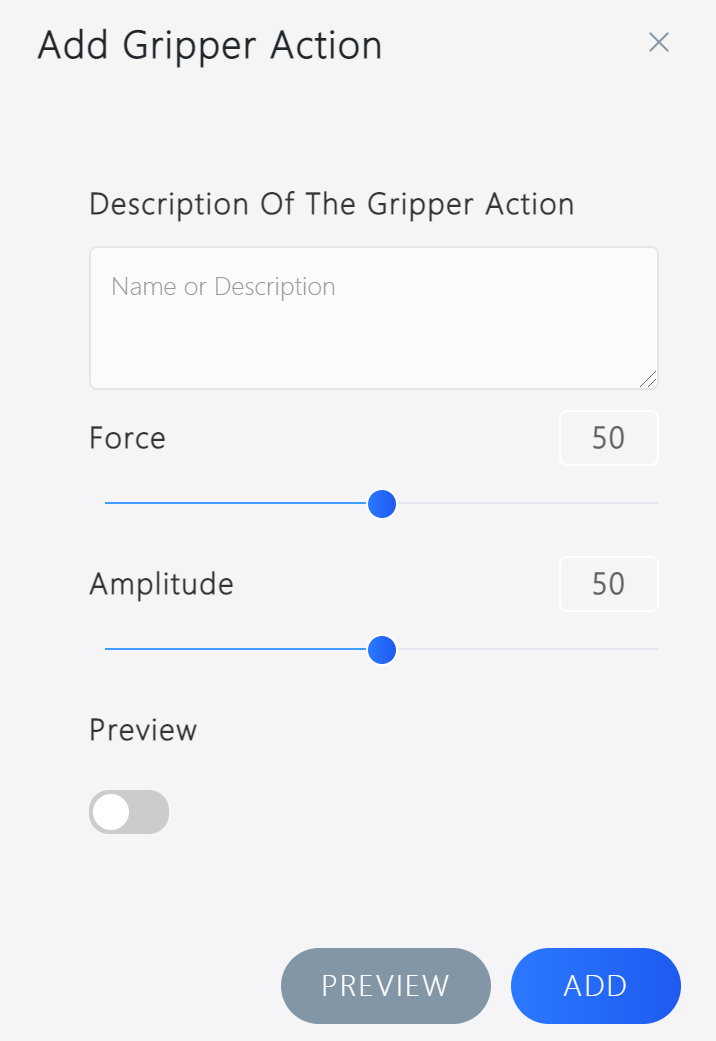 Add Gripper Action
Description Of The Gripper Action
Name or Description
Force 50
Amplitude 50
Preview
PREVIEW ADD